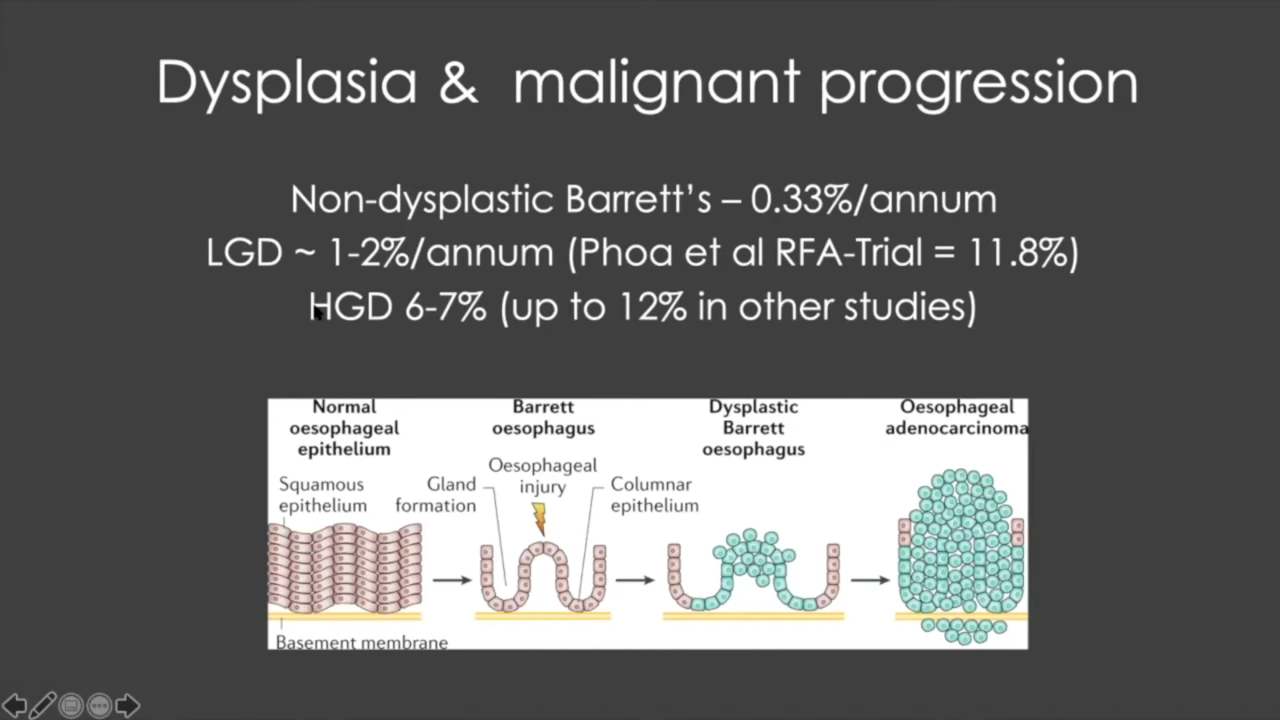 Dysplasia & malignant progression
Non-dysplastic Barrett's – 0.33%/annum
LGD ~ 1-2%/annum (Phoa et al RFA-Trial = 11.8%)
HGD 6-7% (up to 12% in other studies)
Normal
oesophageal
epithelium
Barrett
oesophagus
Dysplastic
Barrett
oesophagus
Oesophageal
adenocarcinoma
Squamous
epithelium
Gland
formation
Oesophageal
injury
Columnar
epithelium
Basement membrane